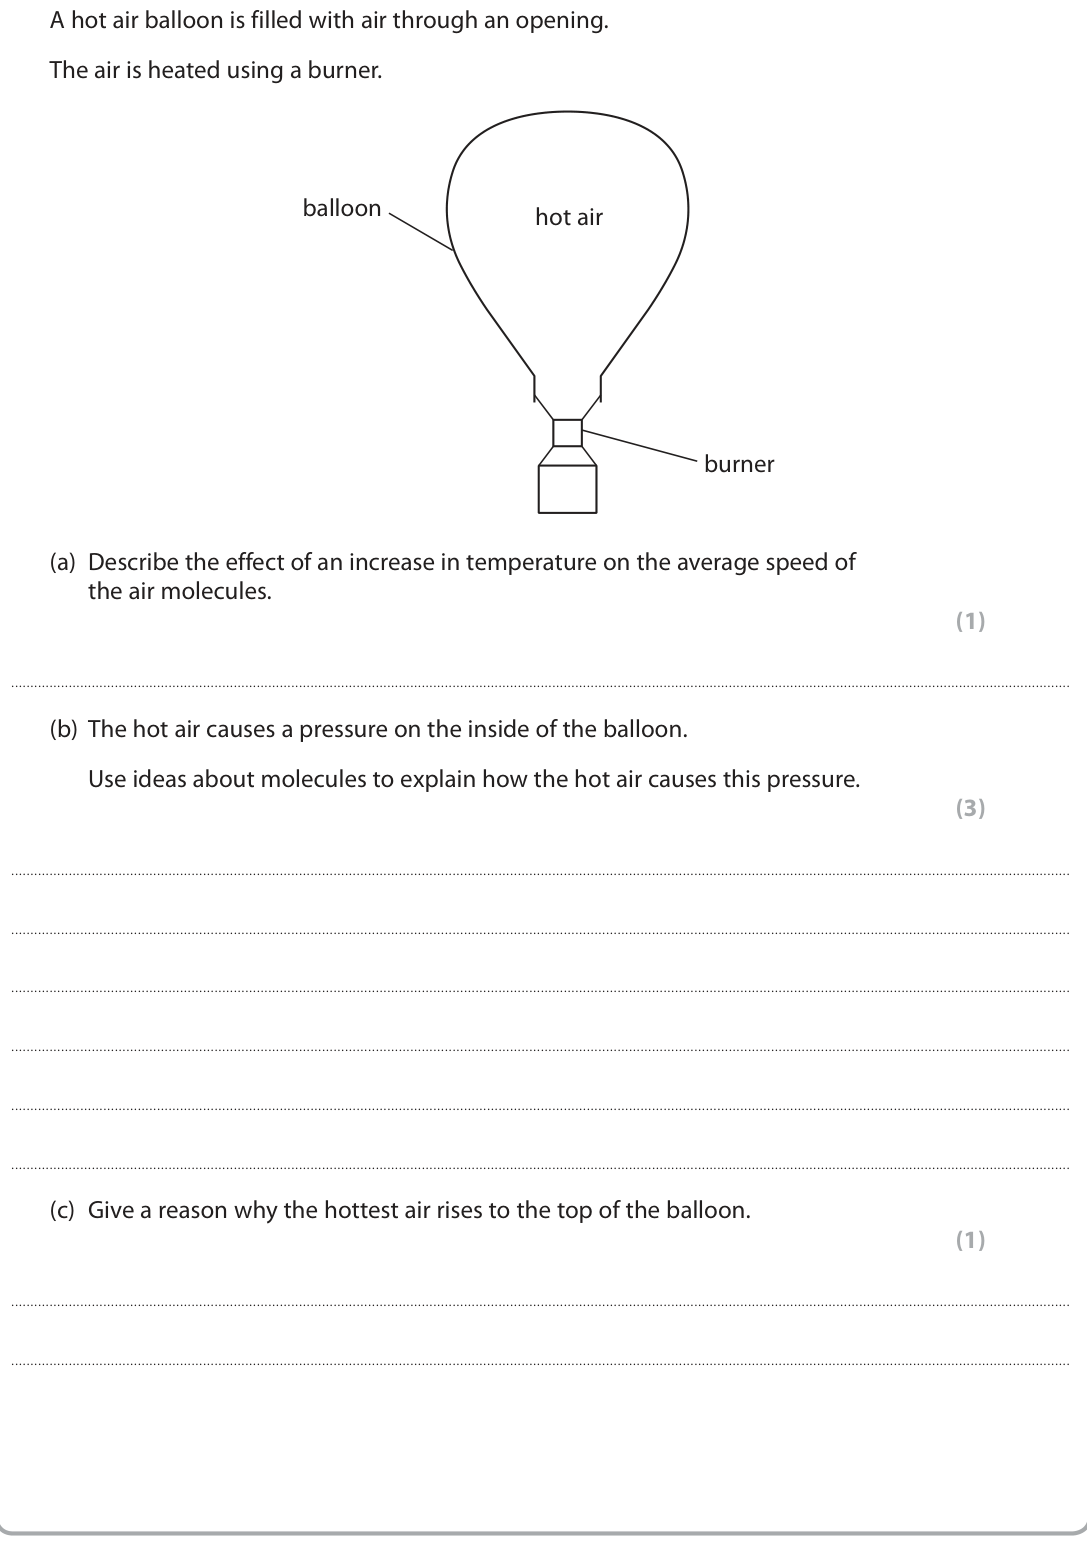 A hot air balloon is filled with air through an opening.
The air is heated using a burner.
balloon
hot air
burner
(a) Describe the effect of an increase in temperature on the average speed of
the air molecules.
(1)
(b) The hot air causes a pressure on the inside of the balloon.
Use ideas about molecules to explain how the hot air causes this pressure.
(3)
(c) Give a reason why the hottest air rises to the top of the balloon.
(1)